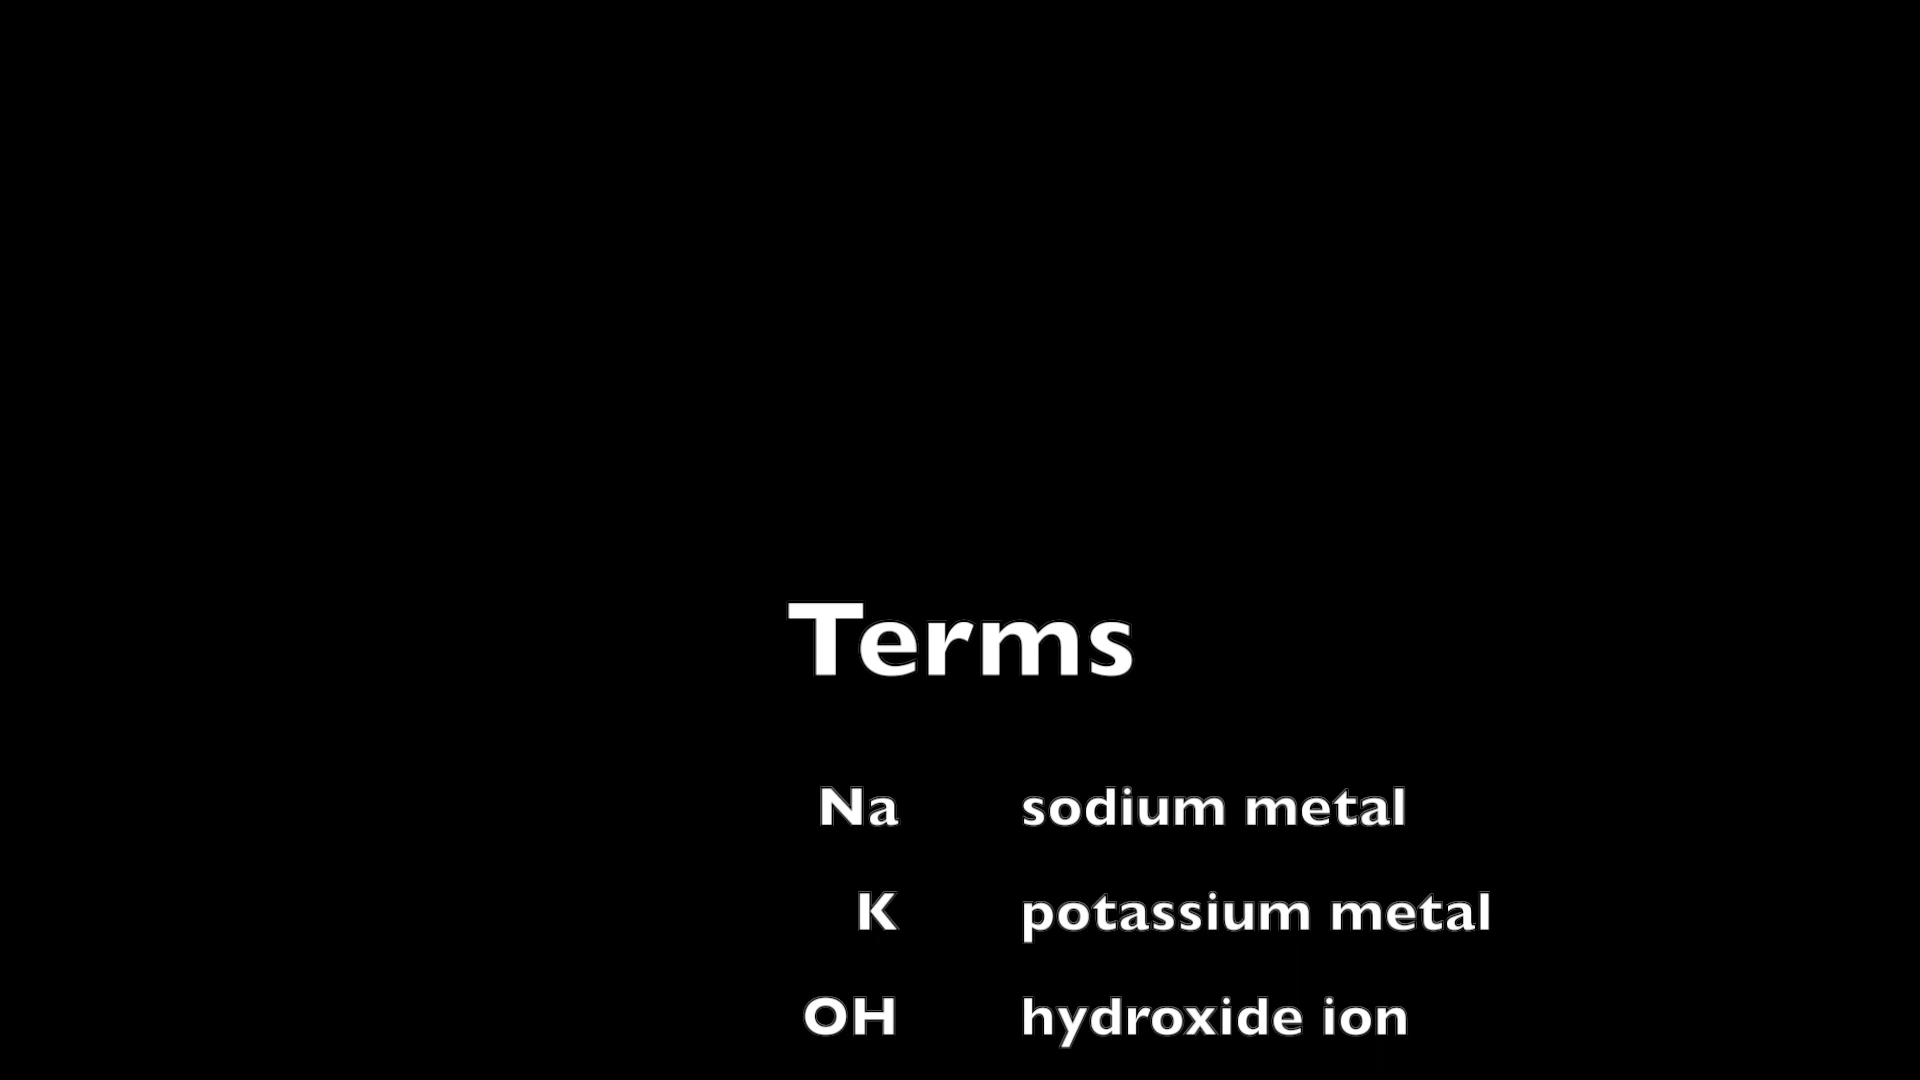 Terms
Na sodium metal
K potassium metal
OH hydroxide ion